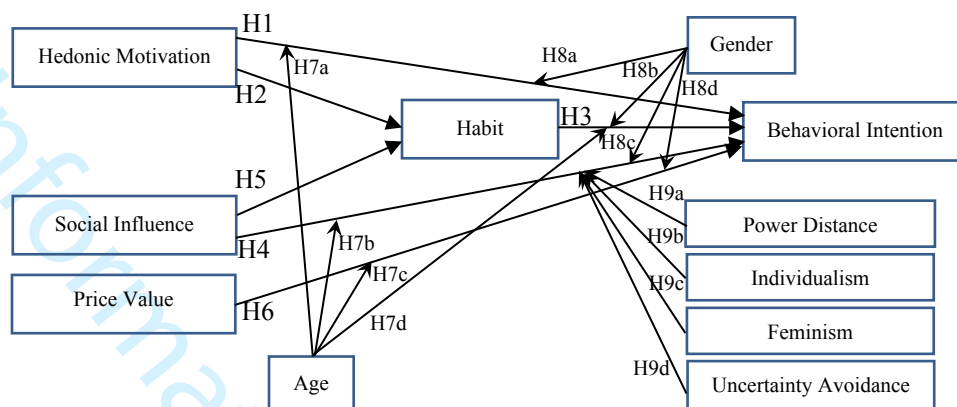 H1
Gender
Hedonic Motivation
H7a
H8a
H8b
H8d
H2
Habit
H3
Behavioral Intention
H8c
H5
H9a
Social Influence
H7b
H9b
Power Distance
H4
H7c
H9c
Individualism
Price Value
H6
H7d
Feminism
H9d
Age
Uncertainty Avoidance